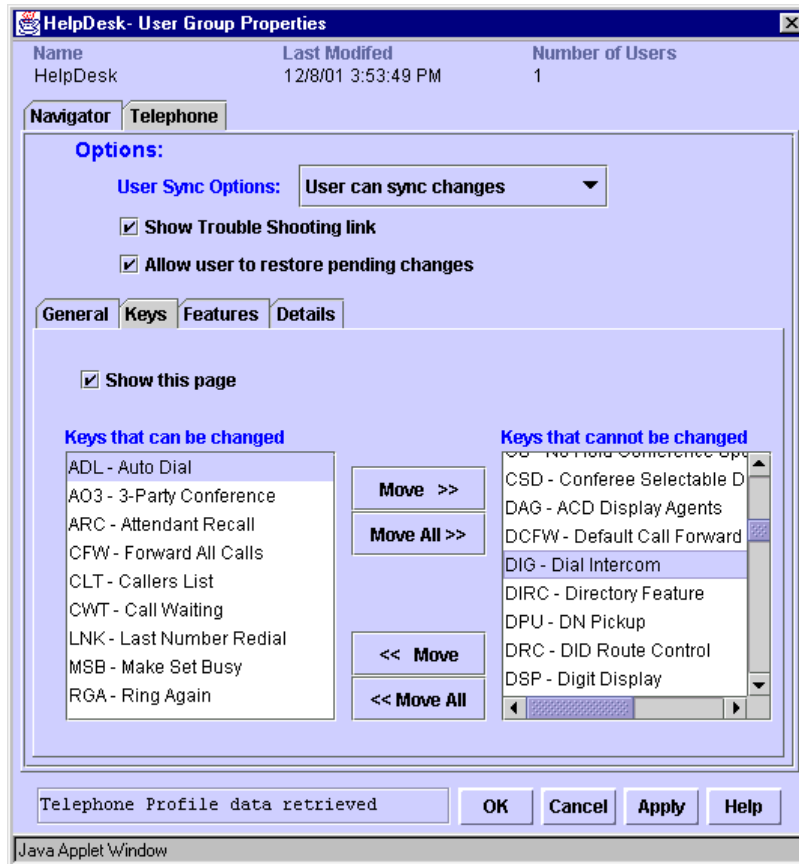 HelpDesk- User Group Properties
Name Last Modifed Number of Users
HelpDesk 12/8/01 3:53:49 PM 1
Navigator Telephone
Options:
User Sync Options: User can sync changes
Show Trouble Shooting link
Allow user to restore pending changes
General Keys Features Details
Show this page
Keys that can be changed
ADL - Auto Dial
AO3 - 3-Party Conference
ARC - Attendant Recall
CFW - Forward All Calls
CLT - Callers List
CWT - Call Waiting
LNK - Last Number Redial
MSB - Make Set Busy
RGA - Ring Again
Move >>
Move All >>
<< Move
<< Move All
Keys that cannot be changed
No Hold Conference
CSD - Conferee Selectable D
DAG - ACD Display Agents
DCFW - Default Call Forward
DIG - Dial Intercom
DIRC - Directory Feature
DPU - DN Pickup
DRC - DID Route Control
DSP - Digit Display
Telephone Profile data retrieved OK Cancel Apply Help
Java Applet Window